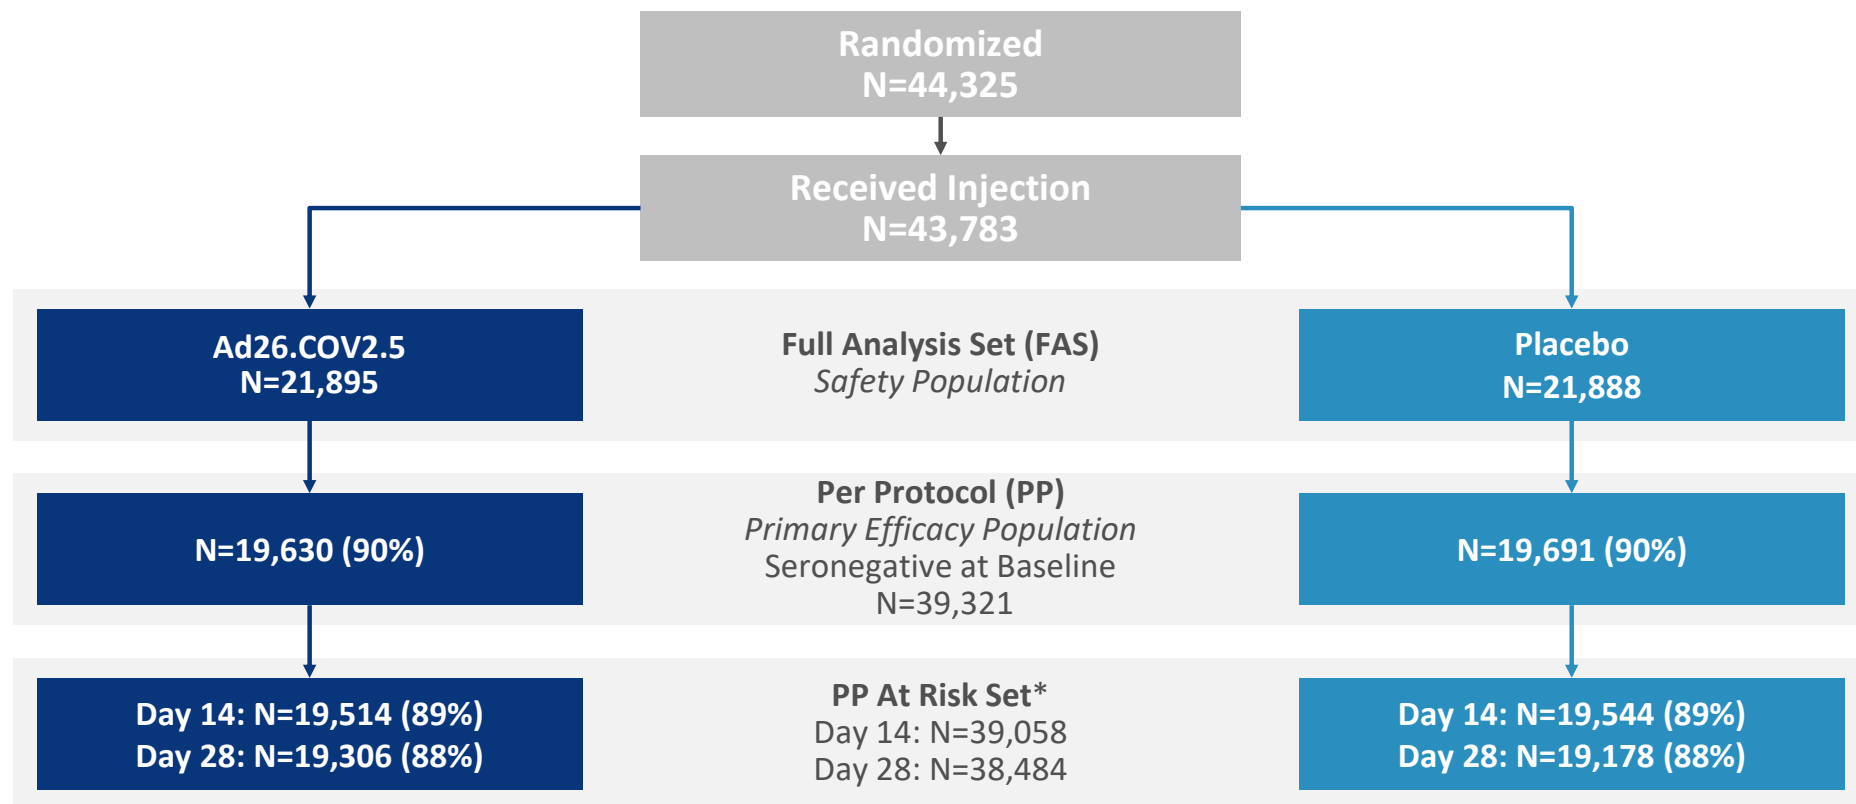 Randomized
N=44,325
Received Injection
N=43,783
Ad26.COV2.5
N=21,895
Full Analysis Set (FAS)
Safety Population
Placebo
N=21,888
N=19,630 (90%)
Per Protocol (PP)
Primary Efficacy Population
Seronegative at Baseline
N=39,321
N=19,691 (90%)
Day 14: N=19,514 (89%)
Day 28: N=19,306 (88%)
PP At Risk Set*
Day 14: N=39,058
Day 28: N=38,484
Day 14: N=19,544 (89%)
Day 28: N=19,178 (88%)